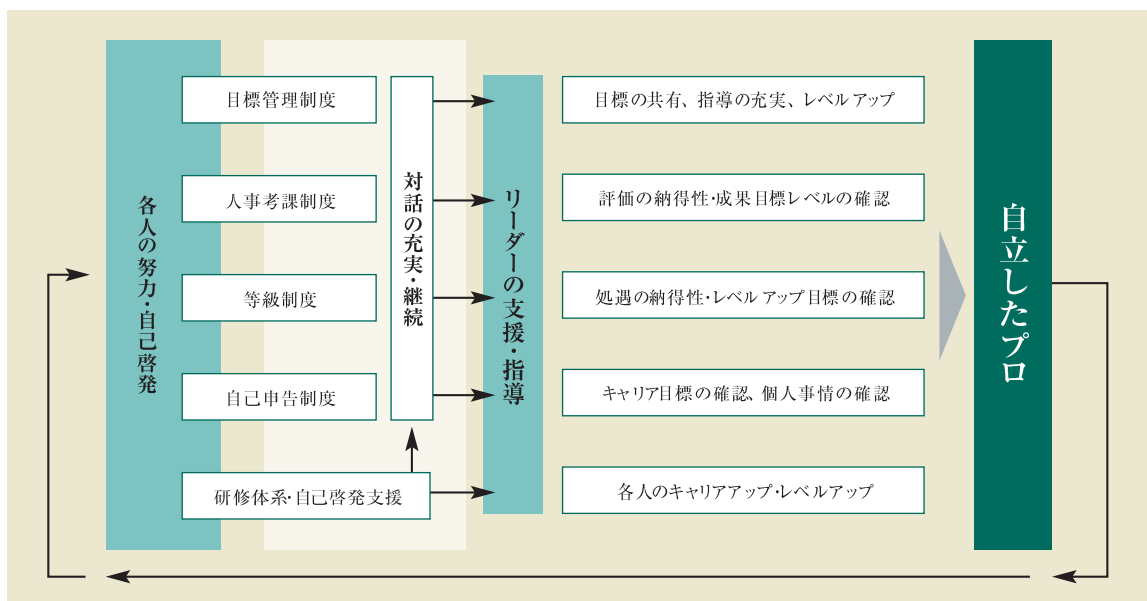 各人の努力・自己啓発
目標管理制度
人事考課制度
等級制度
自己申告制度
研修体系・自己啓発支援
対話の充実・継続
リーダーの支援・指導
目標の共有、指導の充実、レベルアップ
評価の納得性・成果目標レベルの確認
処遇の納得性・レベルアップ目標の確認
キャリア目標の確認、個人事情の確認
各人のキャリアアップ・レベルアップ
自立したプロ